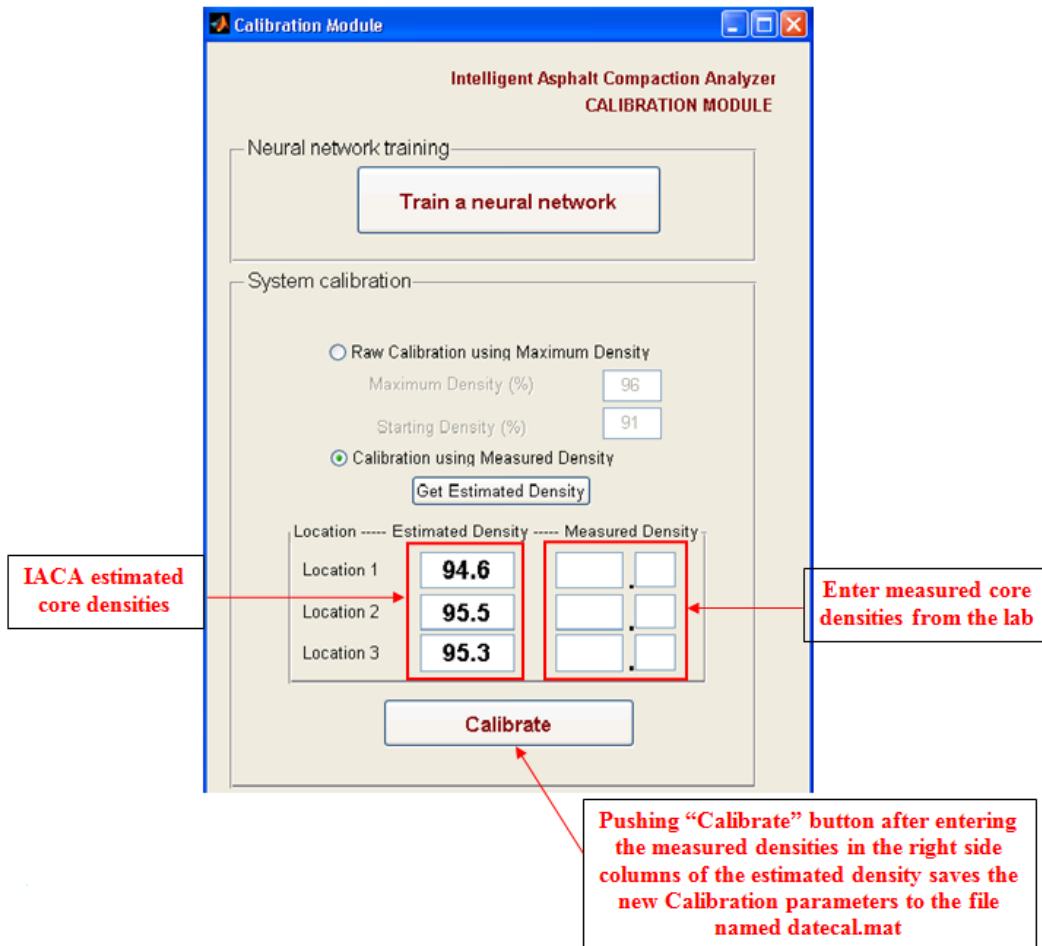 Calibration Module
Intelligent Asphalt Compaction Analyzer
CALIBRATION MODULE
Neural network training
Train a neural network
System calibration
Raw Calibration using Maximum Density
Maximum Density (%) 96
Starting Density (%) 91
Calibration using Measured Density
Get Estimated Density
Location ----- Estimated Density ----- Measured Density
Location 1 94.6 .
Location 2 95.5 .
Location 3 95.3 .
Calibrate
IACA estimated
core densities
Enter measured core
densities from the lab
Pushing “Calibrate” button after entering
the measured densities in the right side
columns of the estimated density saves the
new Calibration parameters to the file
named datecal.mat